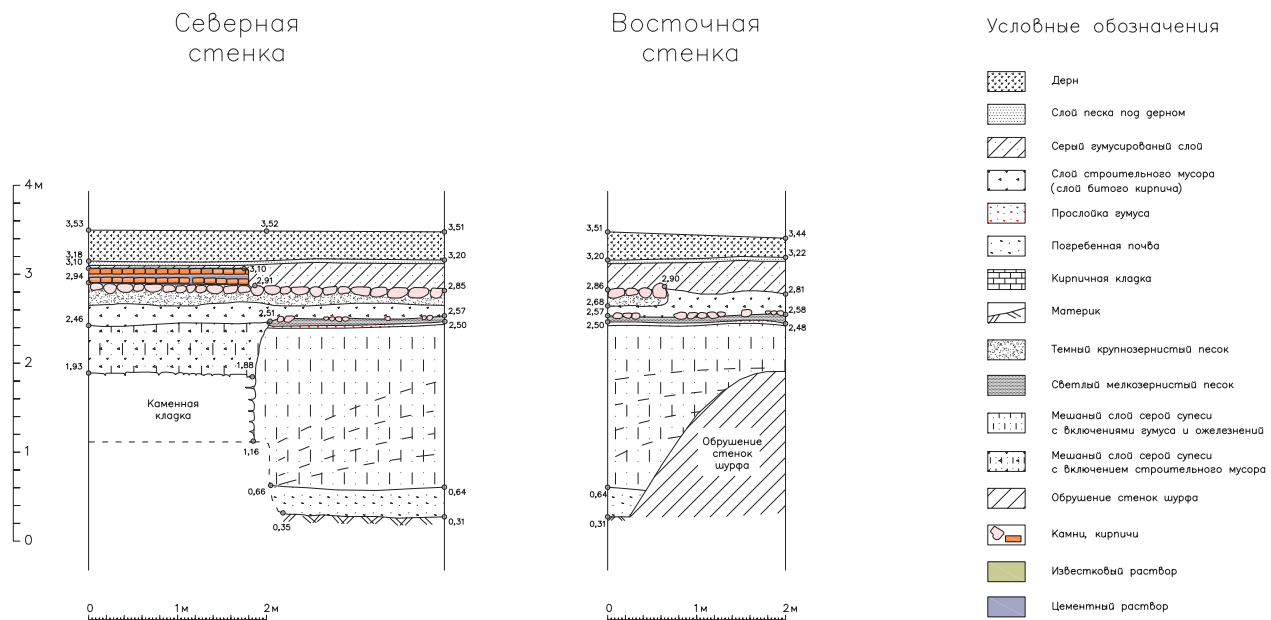 Северная
стенка
Восточная
стенка
Условные обозначения
Дерн
Слой песка под дерном
Серый гумусированый слой
Слой строительного мусора
(слой битого кирпича)
Прослойка гумуса
Погребенная почва
Кирпичная кладка
Материк
Темный крупнозернистый песок
Светлый мелкозернистый песок
Мешаный слой серой супеси
с включениями гумуса и ожелезнений
Мешаный слой серой супеси
с включением строительного мусора
Обрушение стенок шурфа
Камни, кирпичи
Известковый раствор
Цементный раствор
4 м
3
2
1
0
3,53
3,52
3,51
3,18
3,10
3,10
3,20
2,94
2,91
2,85
2,46
2,51
2,57
2,50
1,93
1,88
Каменная
кладка
1,16
0,66
0,64
0,35
0,31
0 1м 2м
3,51
3,44
3,20
3,22
2,90
2,86
2,81
2,68
2,57
2,58
2,50
2,48
Обрушение
стенок
шурфа
0,64
0,31
0 1м 2м